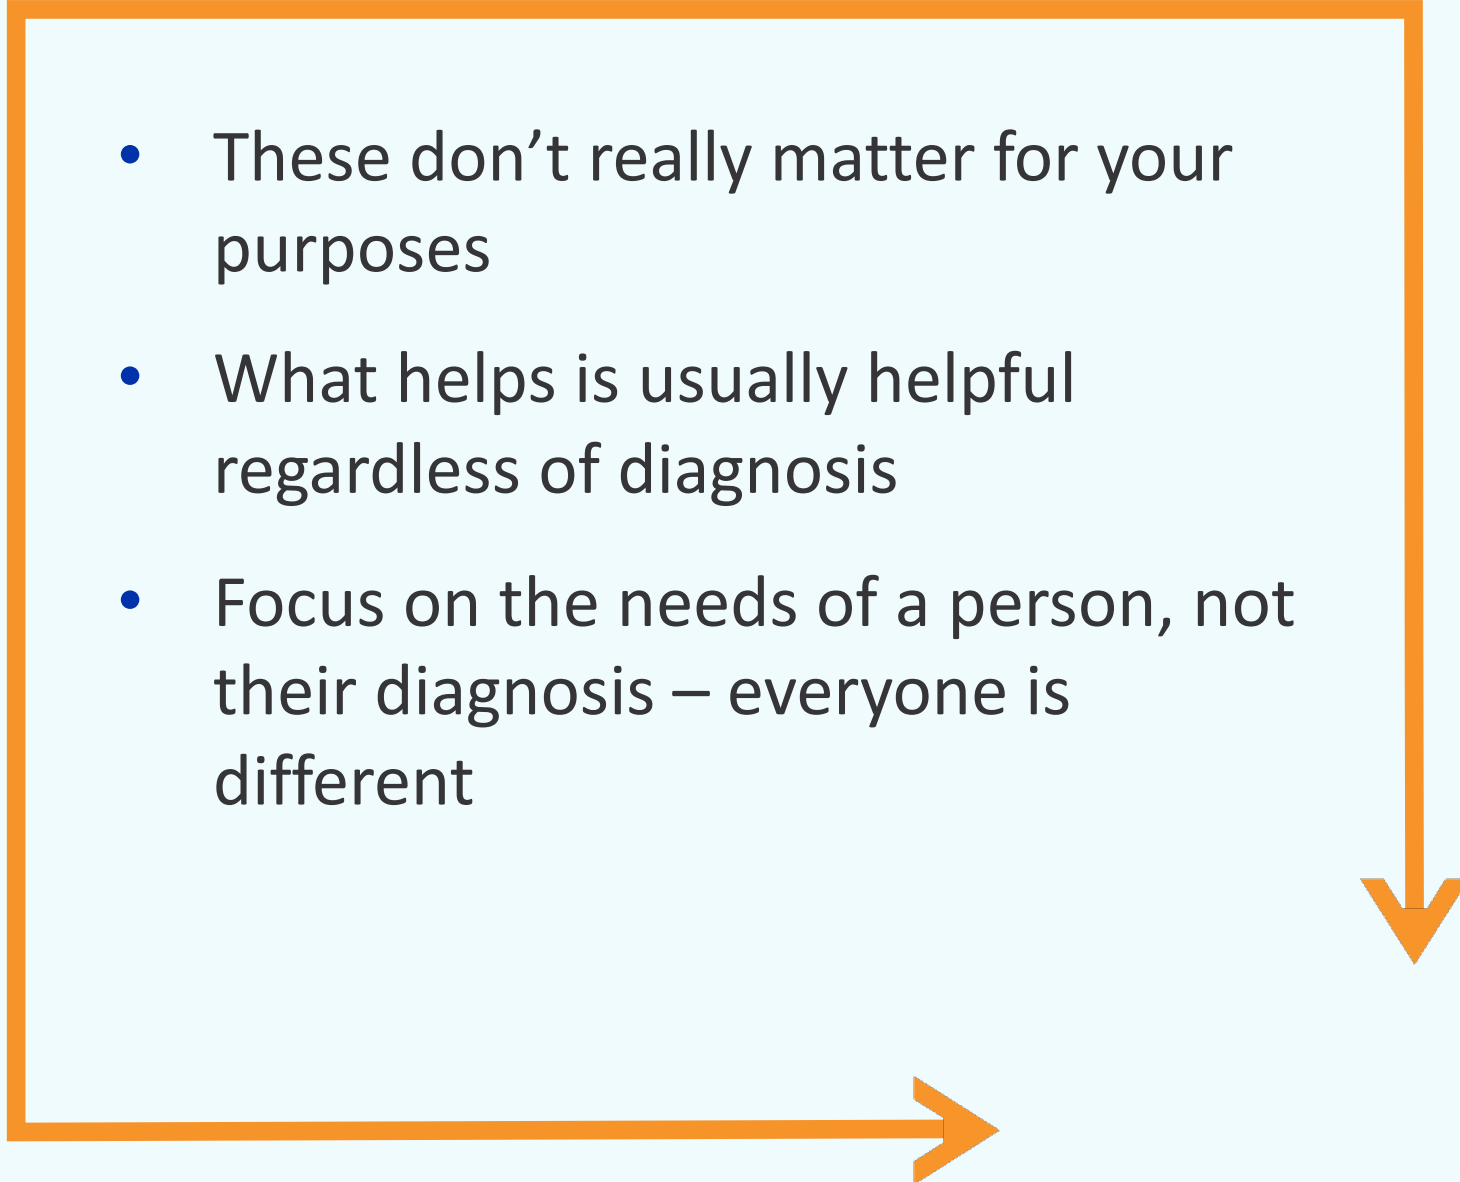 • These don’t really matter for your
purposes
• What helps is usually helpful
regardless of diagnosis
• Focus on the needs of a person, not
their diagnosis – everyone is
different